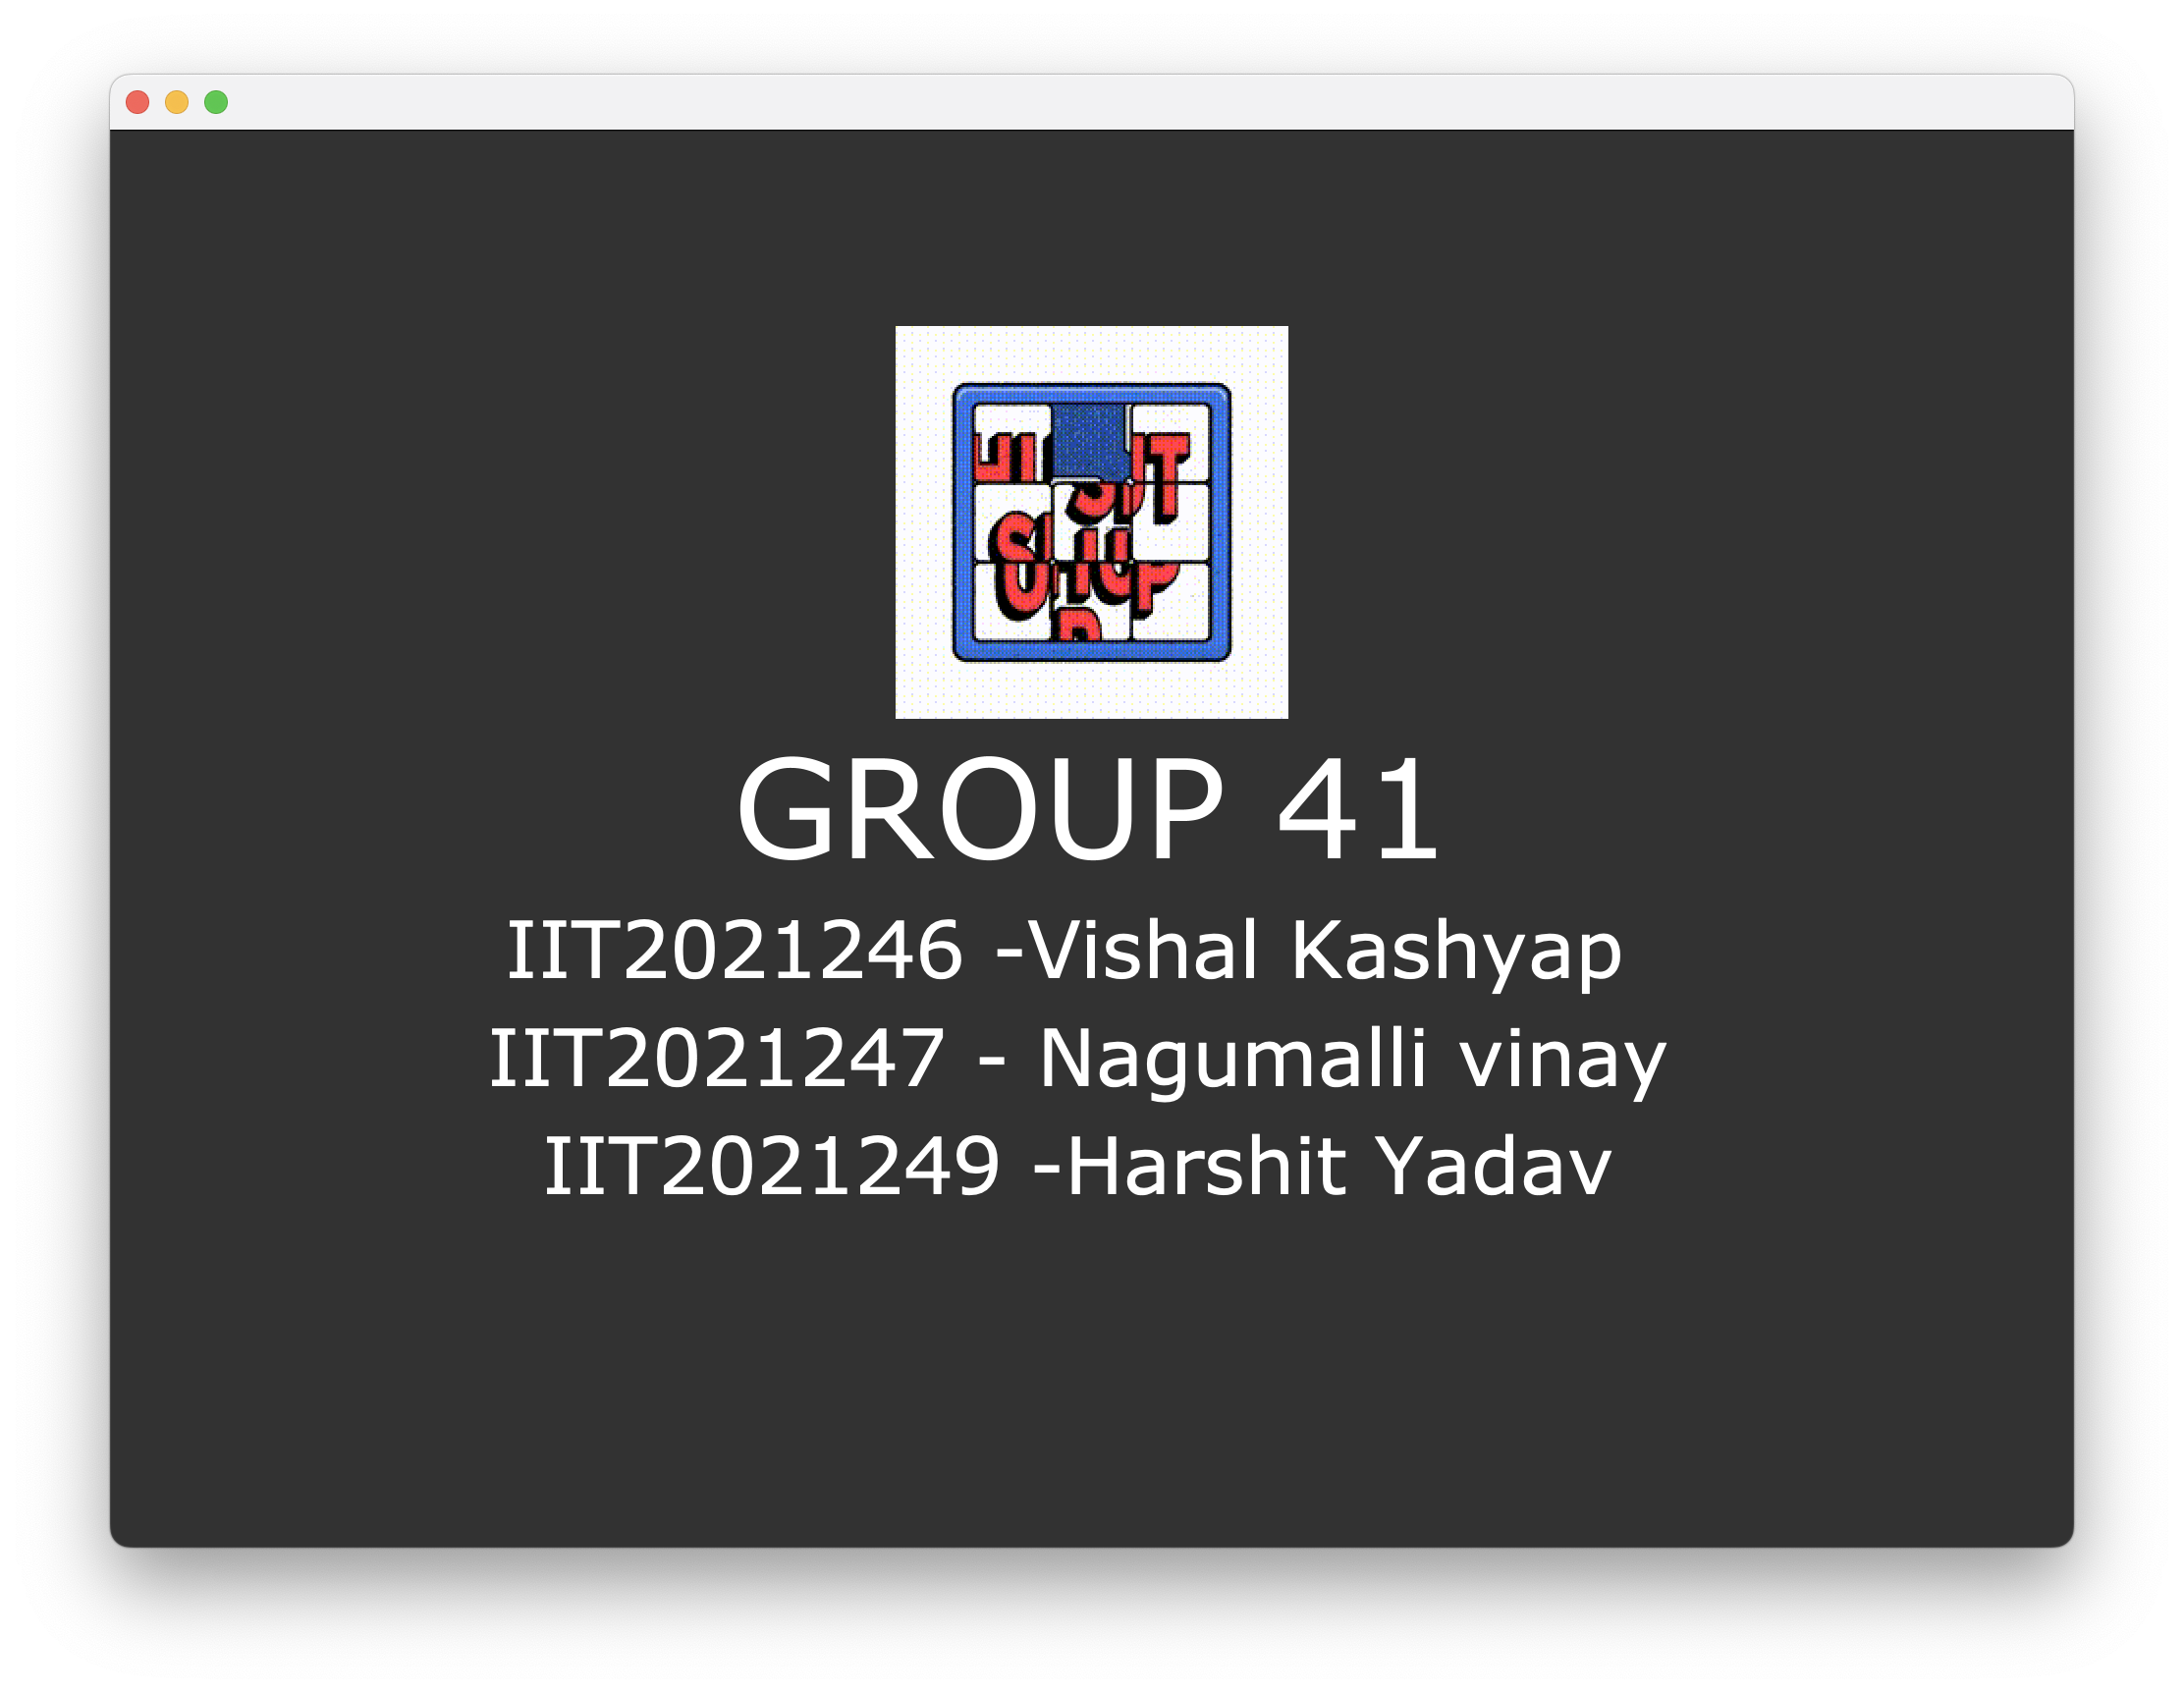 GROUP 41
IIT2021246 -Vishal Kashyap
IIT2021247 - Nagumalli vinay
IIT2021249 -Harshit Yadav